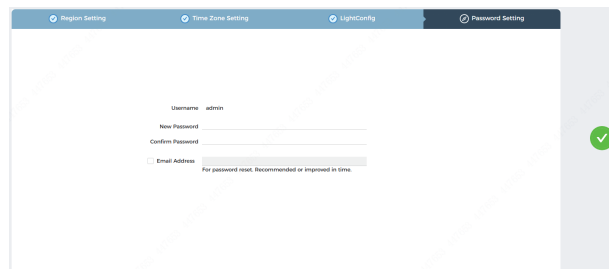 Region Setting
Time Zone Setting
LightConfig
Password Setting
Username admin
New Password
Confirm Password
Email Address
For password reset. Recommended or improved in time.